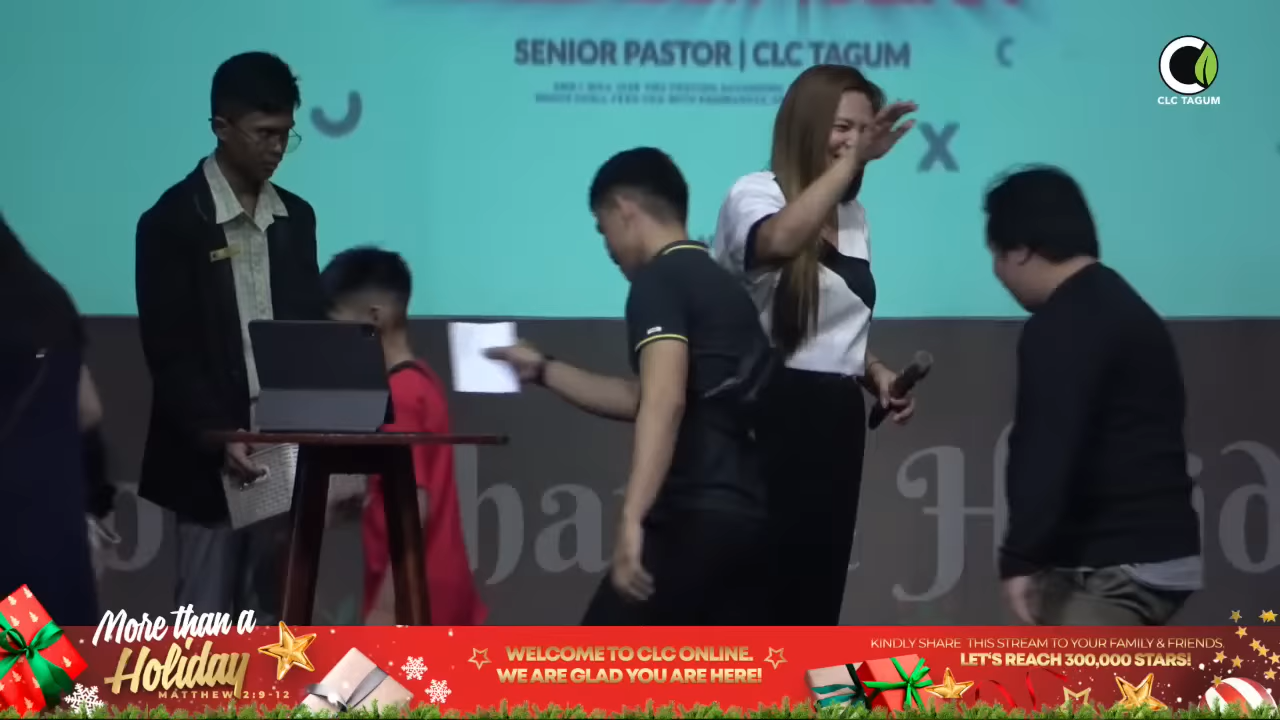 SENIOR PASTOR | CLC TAGUM
CLC TAGUM
More than a
Holiday
MATTHEW 2:9-12
WELCOME TO CLC ONLINE.
WE ARE GLAD YOU ARE HERE!
KINDLY SHARE THIS STREAM TO YOUR FAMILY & FRIENDS.
LET'S REACH 300,000 STARS!